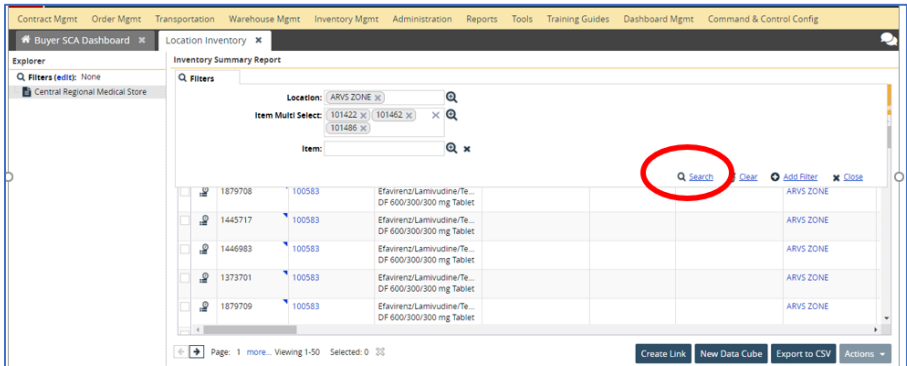 Contract Mgmt Order Mgmt Transportation Warehouse Mgmt Inventory Mgmt Administration Reports Tools Training Guides Dashboard Mgmt Command & Control Config
Buyer SCA Dashboard Location Inventory
Explorer
Filters (edit): None
Central Regional Medical Store
Inventory Summary Report
Filters
Location: ARVS ZONE
Item Multi Select: 101422 101462
101486
Item:
Search Clear Add Filter Close
1879708 100583 Efavirenz/Lamivudine/Te... ARVS ZONE
DF 600/300/300 mg Tablet
1445717 100583 Efavirenz/Lamivudine/Te... ARVS ZONE
DF 600/300/300 mg Tablet
1446983 100583 Efavirenz/Lamivudine/Te... ARVS ZONE
DF 600/300/300 mg Tablet
1373701 100583 Efavirenz/Lamivudine/Te... ARVS ZONE
DF 600/300/300 mg Tablet
1879709 100583 Efavirenz/Lamivudine/Te... ARVS ZONE
DF 600/300/300 mg Tablet
Page: 1 more... Viewing 1-50 Selected: 0
Create Link New Data Cube Export to CSV Actions